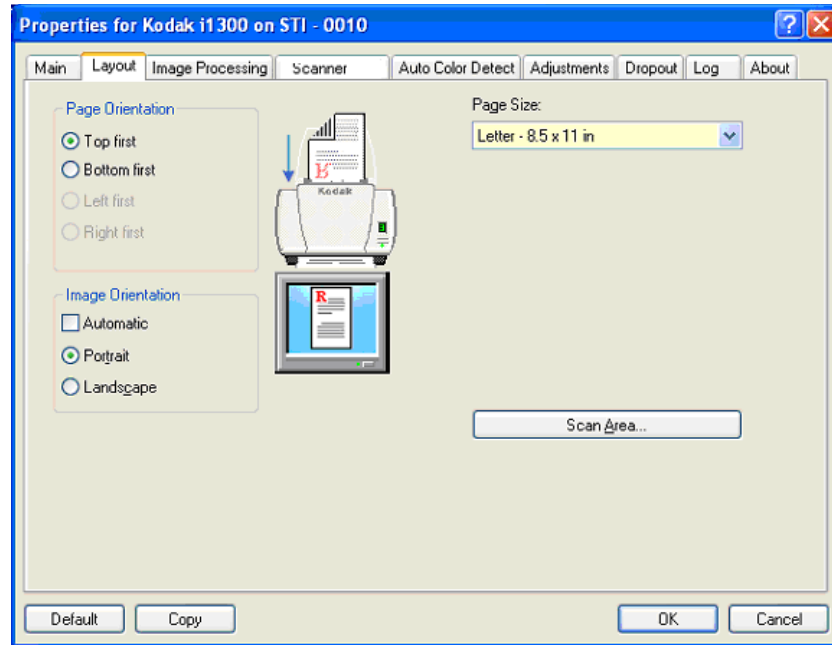 Properties for Kodak i1300 on STI - 0010
Main Layout Image Processing Scanner Auto Color Detect Adjustments Dropout Log About
Page Orientation
Top first
Bottom first
Left first
Right first
Kodak
R
Page Size:
Letter - 8.5 x 11 in
Image Orientation
Automatic
Portrait
Landscape
R
Scan Area...
Default Copy OK Cancel